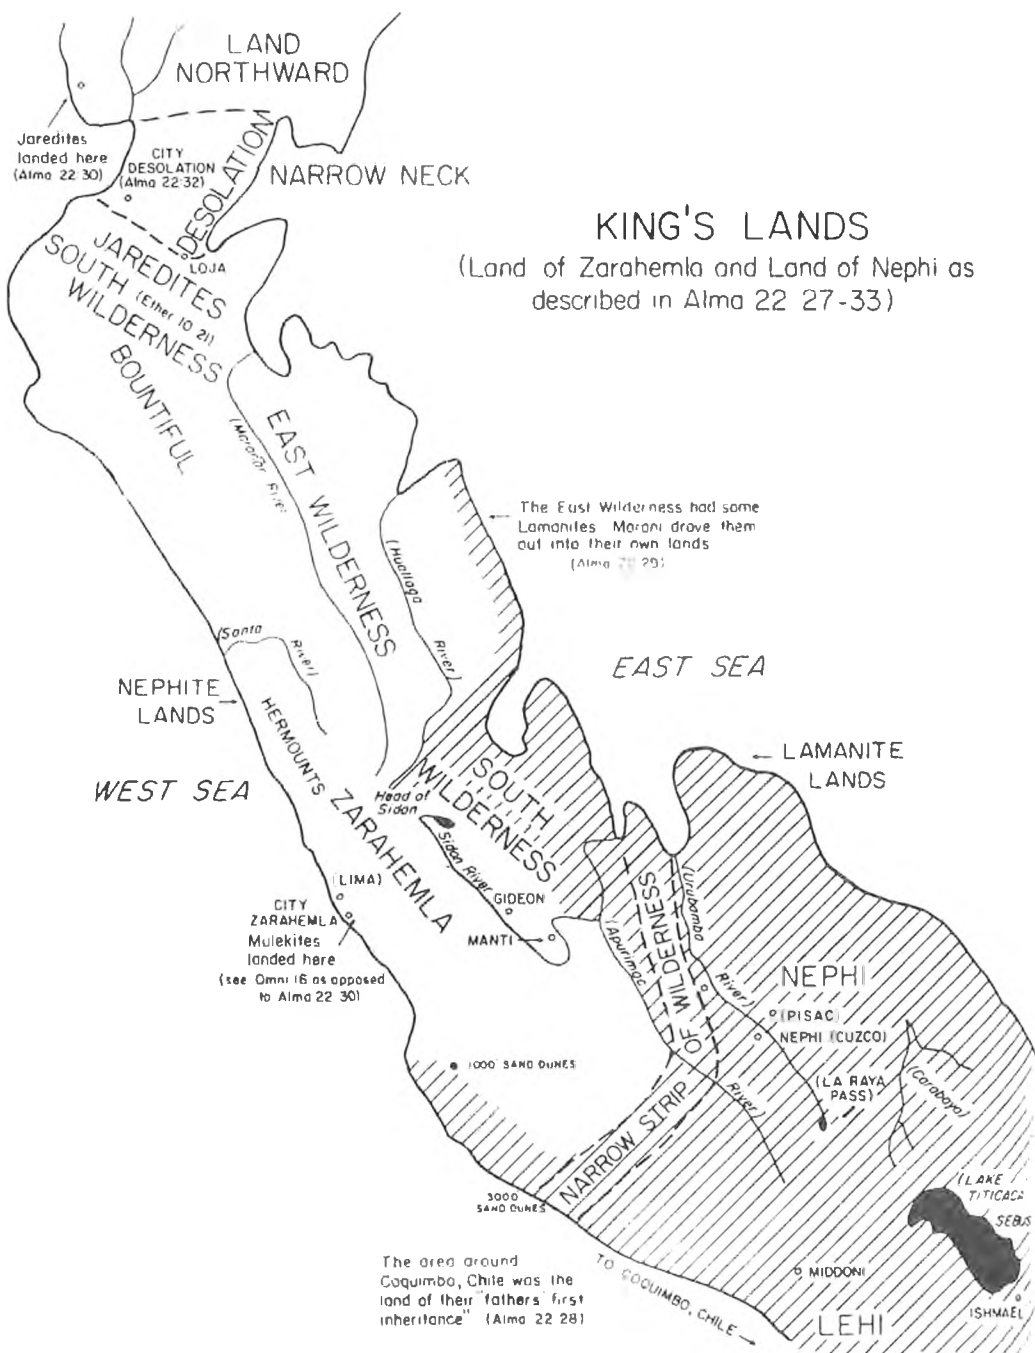 LAND
NORTHWARD
Jaredites
landed here
(Alma 22:30)
CITY
DESOLATION
(Alma 22:32)
DESOLATION
NARROW NECK
LOJA
KING'S LANDS
(Land of Zarahemla and Land of Nephi as
described in Alma 22 27-33)
JAREDITES
SOUTH (Ether 10 21)
WILDERNESS
BOUNTIFUL
(Maranon River)
EAST WILDERNESS
(Huallaga
River)
The East Wilderness had some
Lamanites Moroni drove them
out into their own lands
(Alma 29)
(Santa
River)
EAST SEA
NEPHITE
LANDS
HERMOUNTS
WEST SEA
ZARAHEMLA
LAMANITE
LANDS
SOUTH
WILDERNESS
Head of
Sidon
Sidon River
GIDEON
MANTI
(LIMA)
CITY
ZARAHEMLA
Mulekites
landed here
(see Omni 16 as opposed
to Alma 22 30)
(Apurimac
River)
(Urubamba
River)
NARROW STRIP
OF WILDERNESS
NEPHI
(PISAC)
NEPHI (CUZCO)
(LA RAYA
PASS)
(Carabaya)
1000 SAND DUNES
3000
SAND DUNES
(LAKE
TITICACA
SEBUS
MIDDONI
ISHMAEL
LEHI
TO COQUIMBO, CHILE
The area around
Coquimbo, Chile was the
land of their "fathers' first
inheritance" (Alma 22 28)